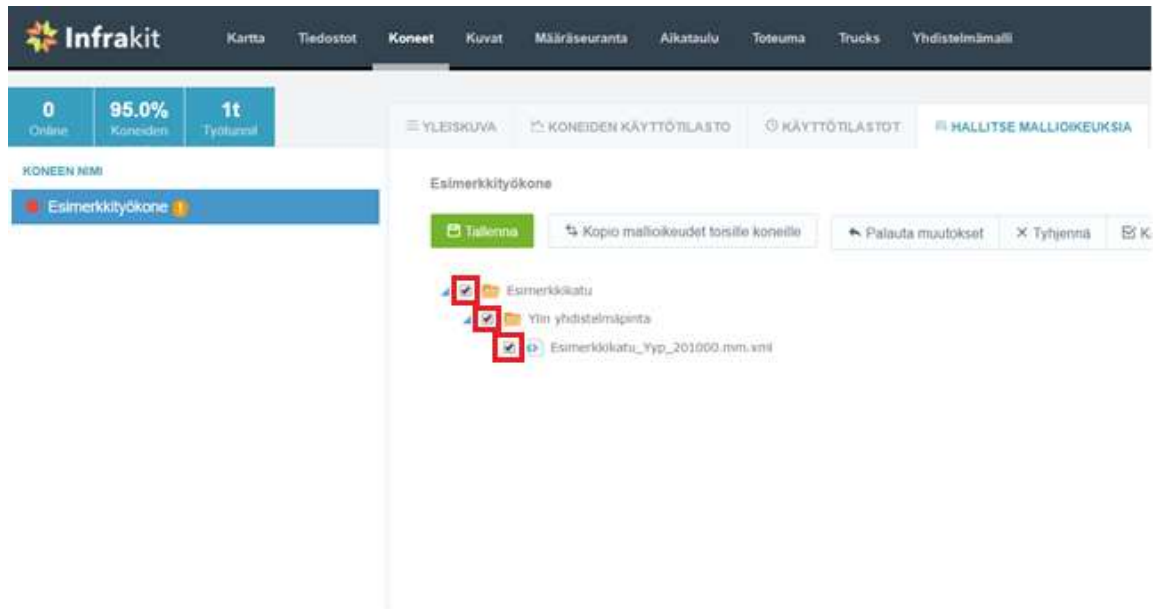 Infrakit Kartta Tiedostot Koneet Kuvat Määräseuranta Aikataulu Toteuma Trucks Yhdistelmämalli
0 95.0% 1t
Online Koneiden Työtunnit
YLEISKUVA KONEIDEN KÄYTTÖTILASTO KÄYTTÖTILASTOT HALLITSE MALLIOIKEUKSIA
KONEEN NIMI
Esimerkkityökone
Esimerkkityökone
Tallenna Kopio mallioikeudet toisille koneille Palauta muutokset Tyhjennä K
Esimerkkikatu
Ylin yhdistelmäpinta
Esimerkkikatu_Yyp_201000.mm.xml